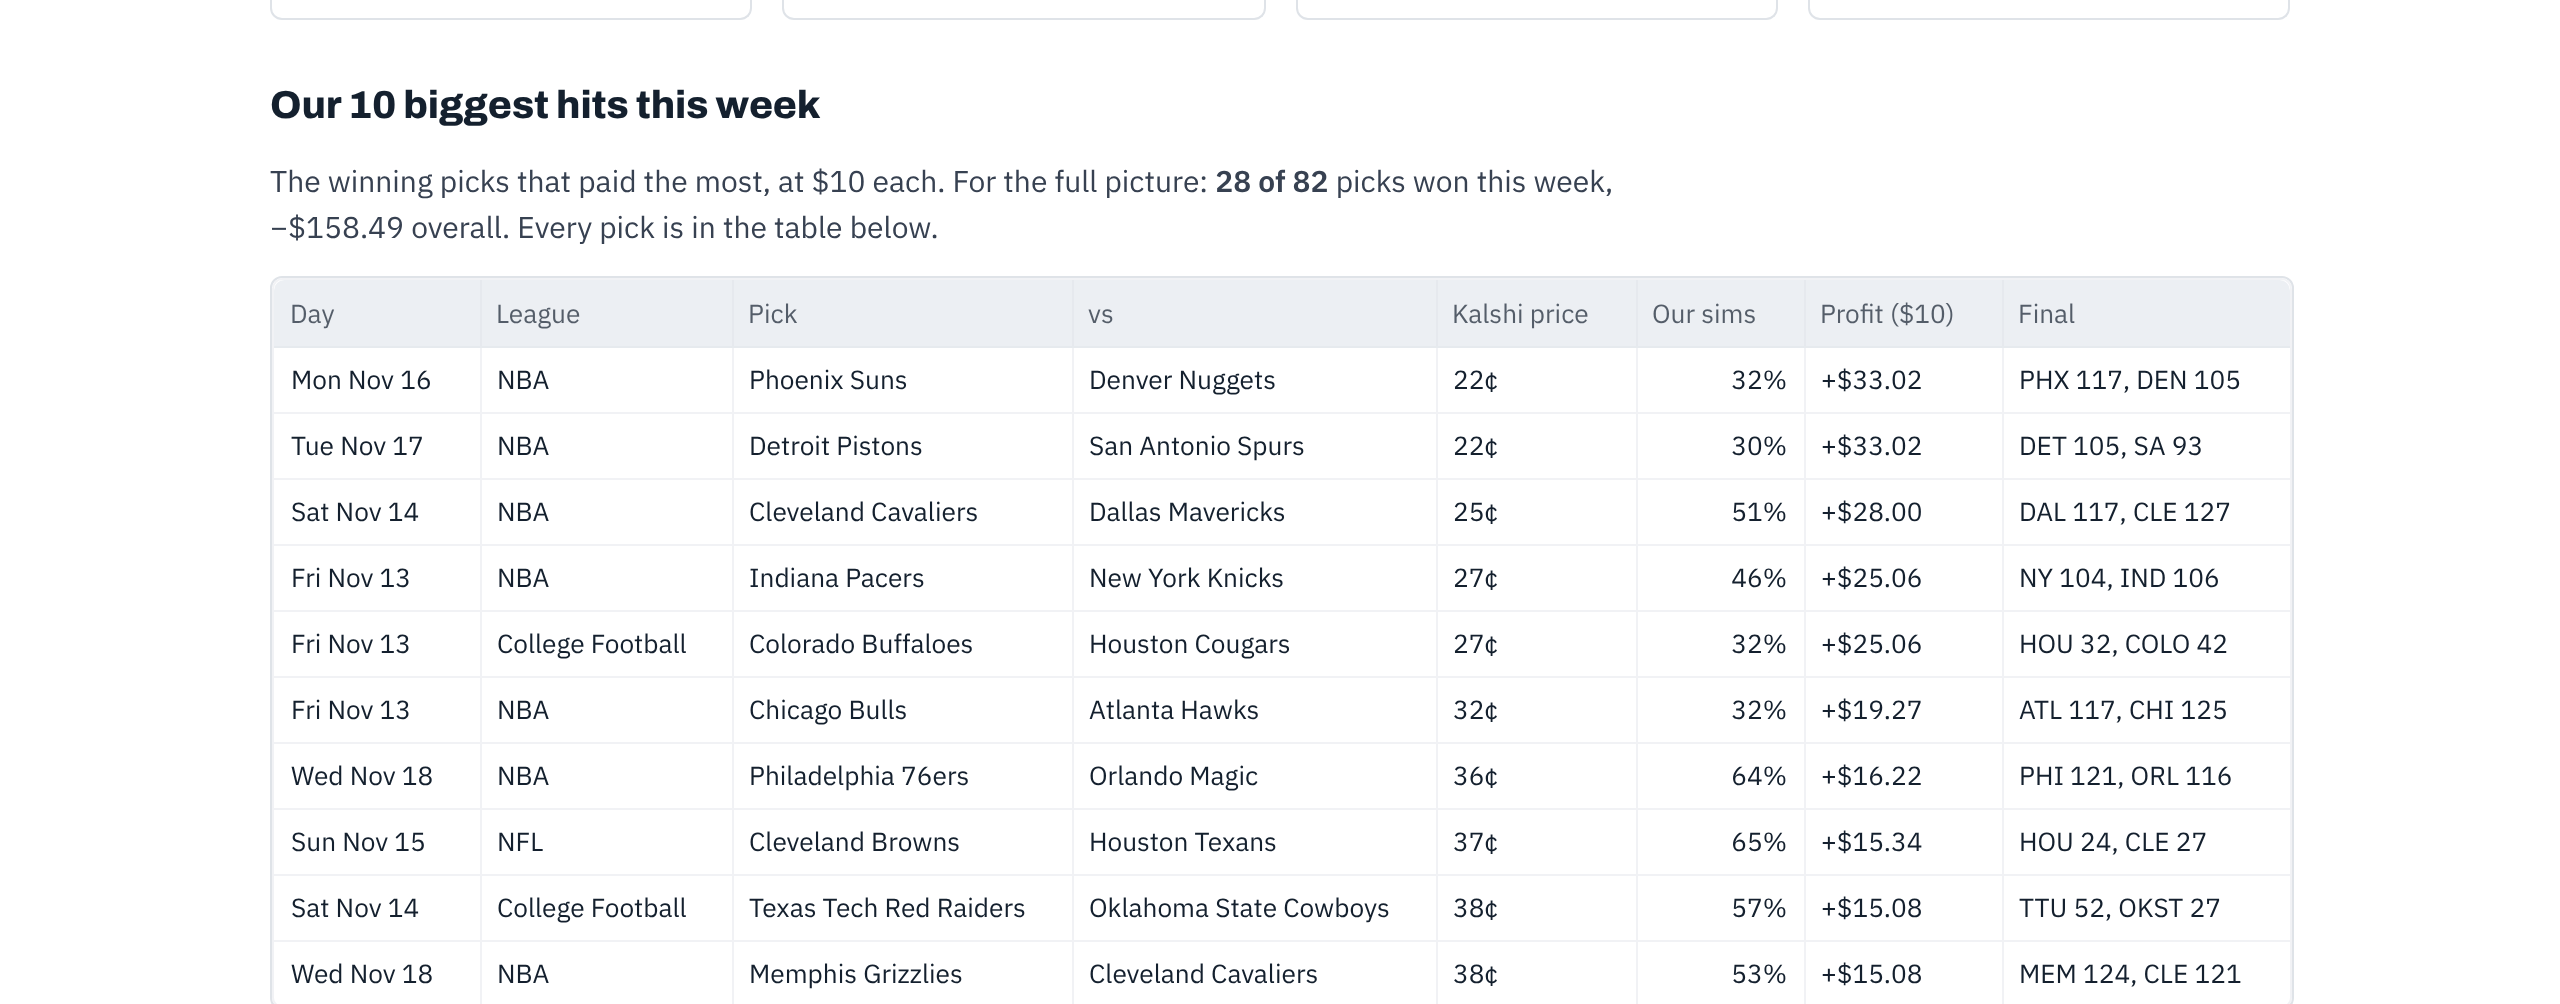 Our 10 biggest hits this week
The winning picks that paid the most, at $10 each. For the full picture: 28 of 82 picks won this week,
−$158.49 overall. Every pick is in the table below.
Day League Pick vs Kalshi price Our sims Profit ($10) Final
Mon Nov 16 NBA Phoenix Suns Denver Nuggets 22¢ 32% +$33.02 PHX 117, DEN 105
Tue Nov 17 NBA Detroit Pistons San Antonio Spurs 22¢ 30% +$33.02 DET 105, SA 93
Sat Nov 14 NBA Cleveland Cavaliers Dallas Mavericks 25¢ 51% +$28.00 DAL 117, CLE 127
Fri Nov 13 NBA Indiana Pacers New York Knicks 27¢ 46% +$25.06 NY 104, IND 106
Fri Nov 13 College Football Colorado Buffaloes Houston Cougars 27¢ 32% +$25.06 HOU 32, COLO 42
Fri Nov 13 NBA Chicago Bulls Atlanta Hawks 32¢ 32% +$19.27 ATL 117, CHI 125
Wed Nov 18 NBA Philadelphia 76ers Orlando Magic 36¢ 64% +$16.22 PHI 121, ORL 116
Sun Nov 15 NFL Cleveland Browns Houston Texans 37¢ 65% +$15.34 HOU 24, CLE 27
Sat Nov 14 College Football Texas Tech Red Raiders Oklahoma State Cowboys 38¢ 57% +$15.08 TTU 52, OKST 27
Wed Nov 18 NBA Memphis Grizzlies Cleveland Cavaliers 38¢ 53% +$15.08 MEM 124, CLE 121